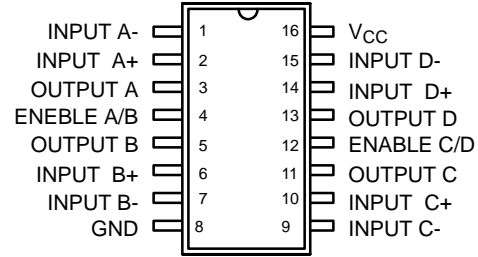 INPUT A- 1 16 VCC
INPUT A+ 2 15 INPUT D-
OUTPUT A 3 14 INPUT D+
ENEBLE A/B 4 13 OUTPUT D
OUTPUT B 5 12 ENABLE C/D
INPUT B+ 6 11 OUTPUT C
INPUT B- 7 10 INPUT C+
GND 8 9 INPUT C-